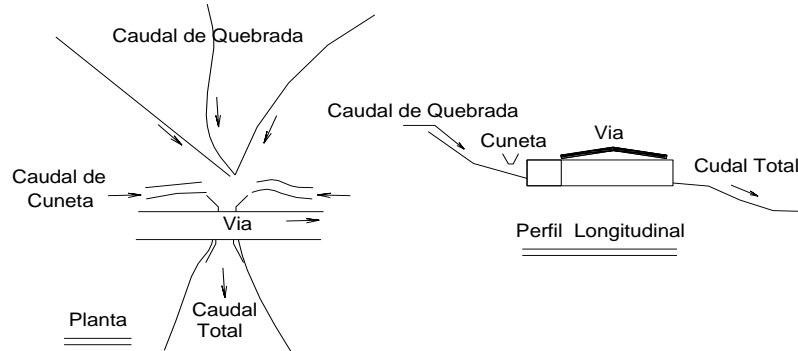 Caudal de Quebrada
Caudal de
Cuneta
Via
Caudal
Total
Planta
Caudal de Quebrada
Cuneta
Via
Cudal Total
Perfil Longitudinal